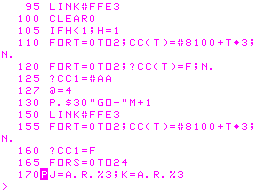 95 LINK#FFE3
100 CLEAR0
105 IFH<1;H=1
110 FORT=0TO2;CC(T)=#8100+T*3;
N.
120 FORT=0TO2;?CC(T)=F;N.
125 ?CC1=#AA
127 @=4
130 P.$30"GO-"M+1
150 LINK#FFE3
155 FORT=0TO2;CC(T)=#8100+T*3;
N.
160 ?CC1=F
165 FORS=0TO24
170PJ=A.R.%3;K=A.R.%3
>